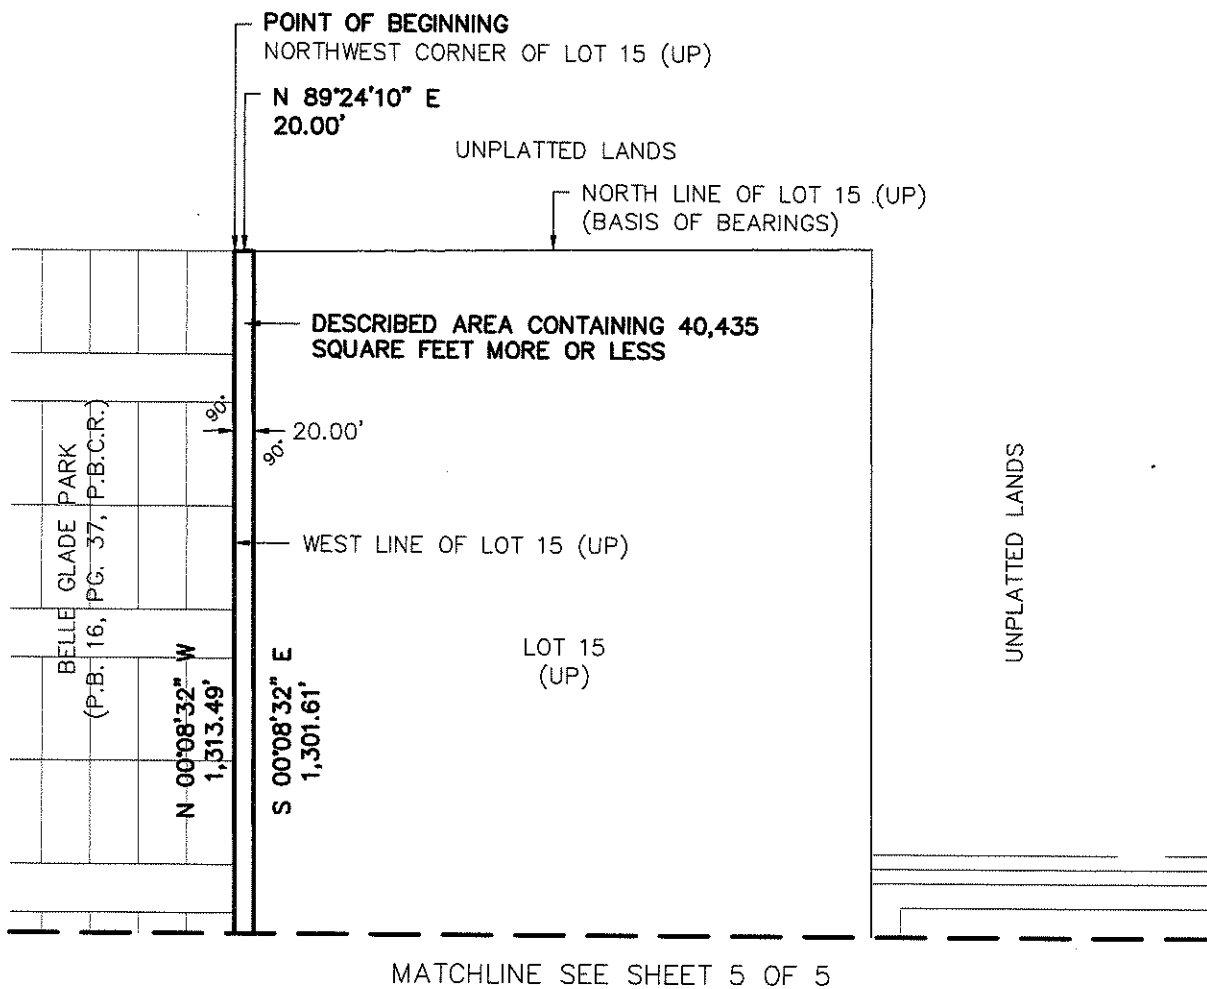 POINT OF BEGINNING
NORTHWEST CORNER OF LOT 15 (UP)
N 89°24'10" E
20.00'
UNPLATTED LANDS
NORTH LINE OF LOT 15 (UP)
(BASIS OF BEARINGS)
DESCRIBED AREA CONTAINING 40,435
SQUARE FEET MORE OR LESS
90°
20.00'
90°
BELLE GLADE PARK
(P.B. 16, PG. 37, P.B.C.R.)
WEST LINE OF LOT 15 (UP)
UNPLATTED LANDS
LOT 15
(UP)
N 00°08'32" W
1,313.49'
S 00°08'32" E
1,301.61'
MATCHLINE SEE SHEET 5 OF 5